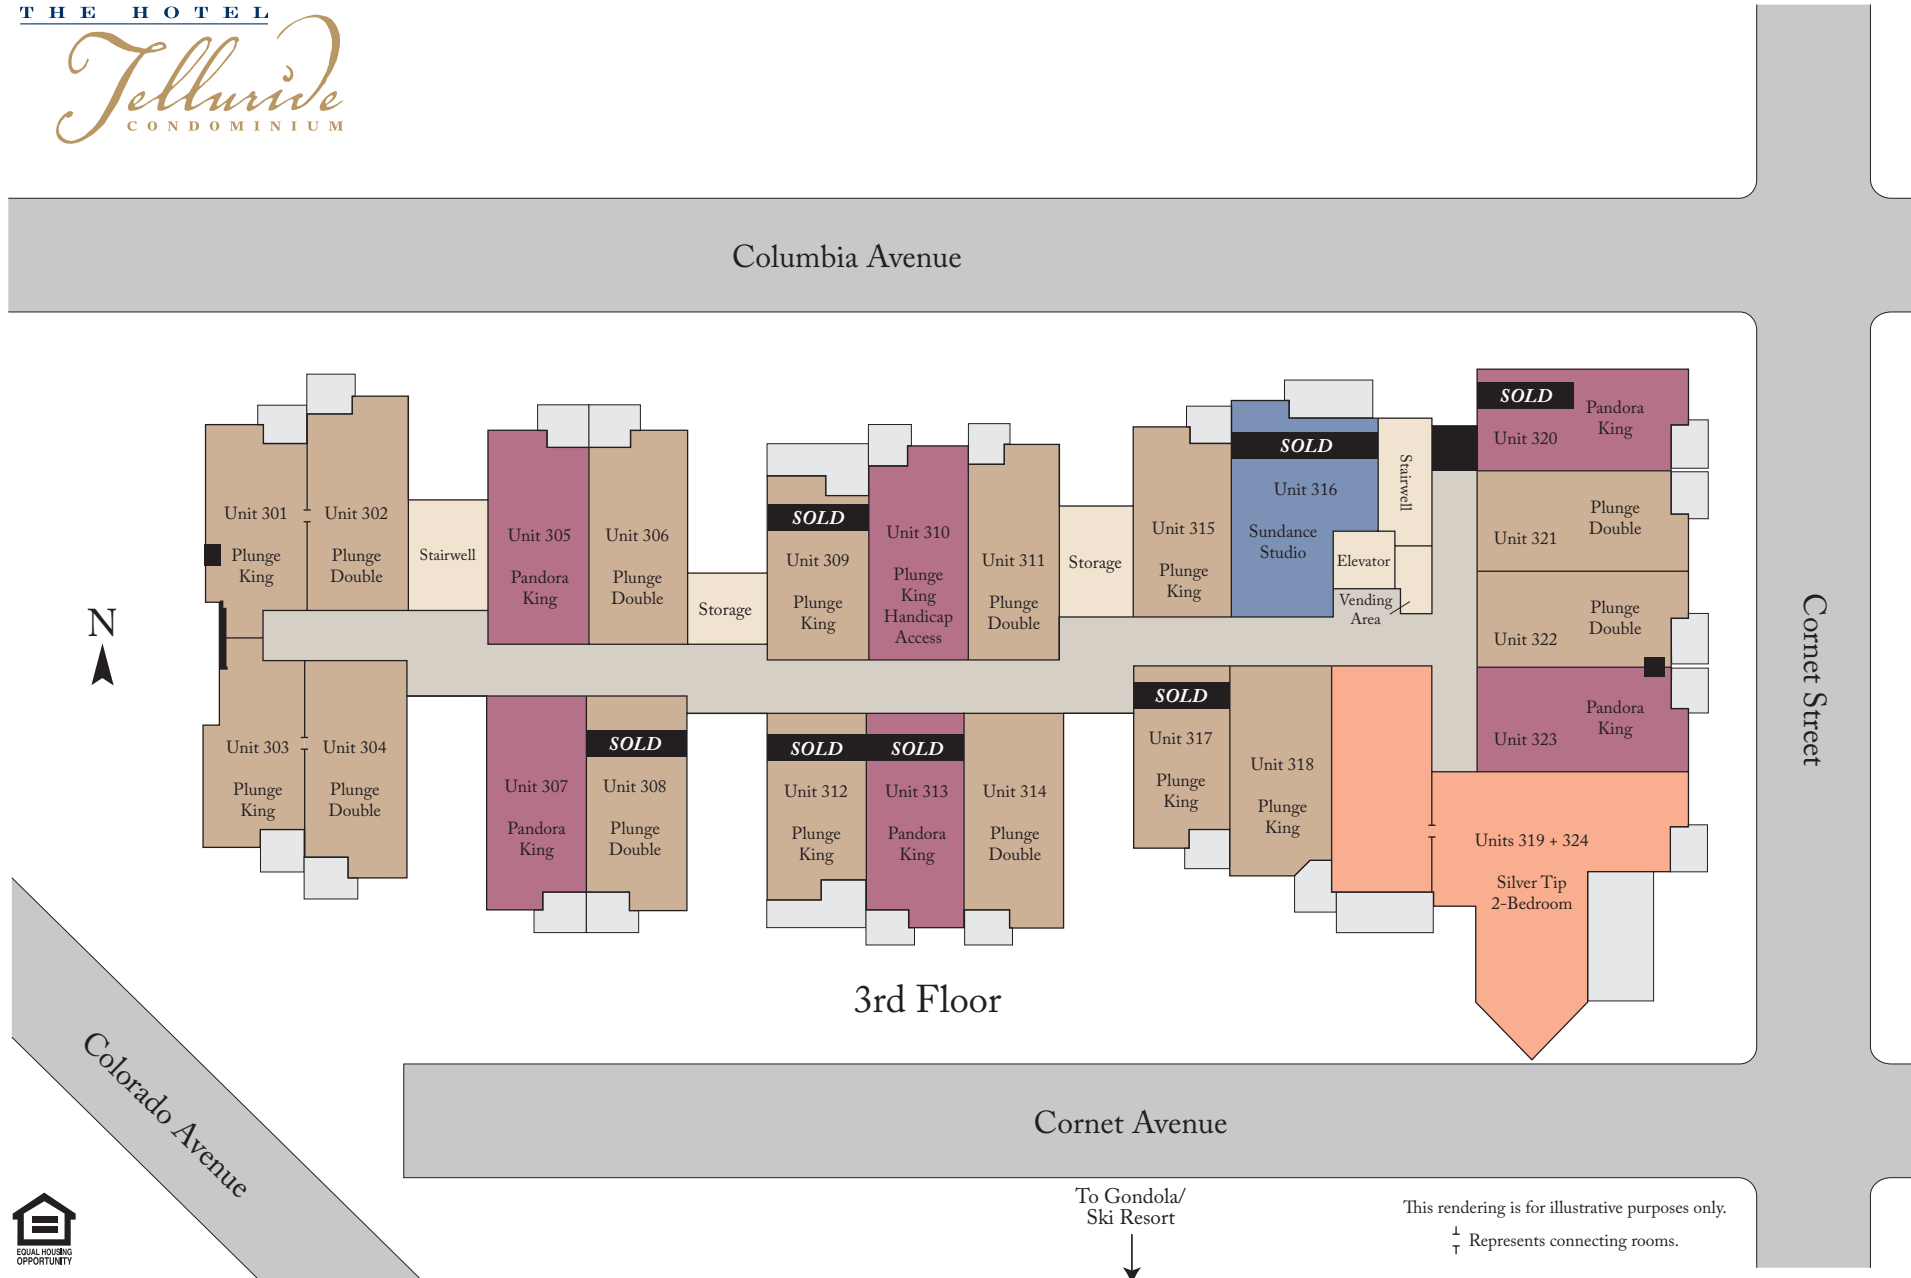 THE HOTEL
Telluride
CONDOMINIUM
Columbia Avenue
Unit 301
Plunge
King
Unit 302
Plunge
Double
Stairwell
Unit 305
Pandora
King
Unit 306
Plunge
Double
Storage
SOLD
Unit 309
Plunge
King
Unit 310
Plunge
King
Handicap
Access
Unit 311
Plunge
Double
Storage
Unit 315
Plunge
King
SOLD
Unit 316
Sundance
Studio
Stairwell
Elevator
Vending
Area
SOLD
Pandora
King
Unit 320
Plunge
Double
Unit 321
Plunge
Double
Unit 322
Pandora
King
Unit 323
N
Cornet Street
Unit 303
Plunge
King
Unit 304
Plunge
Double
Unit 307
Pandora
King
SOLD
Unit 308
Plunge
Double
SOLD
Unit 312
Plunge
King
SOLD
Unit 313
Pandora
King
Unit 314
Plunge
Double
SOLD
Unit 317
Plunge
King
Unit 318
Plunge
King
Units 319 + 324
Silver Tip
2-Bedroom
3rd Floor
Colorado Avenue
Cornet Avenue
To Gondola/
Ski Resort
This rendering is for illustrative purposes only.
Represents connecting rooms.
EQUAL HOUSING
OPPORTUNITY